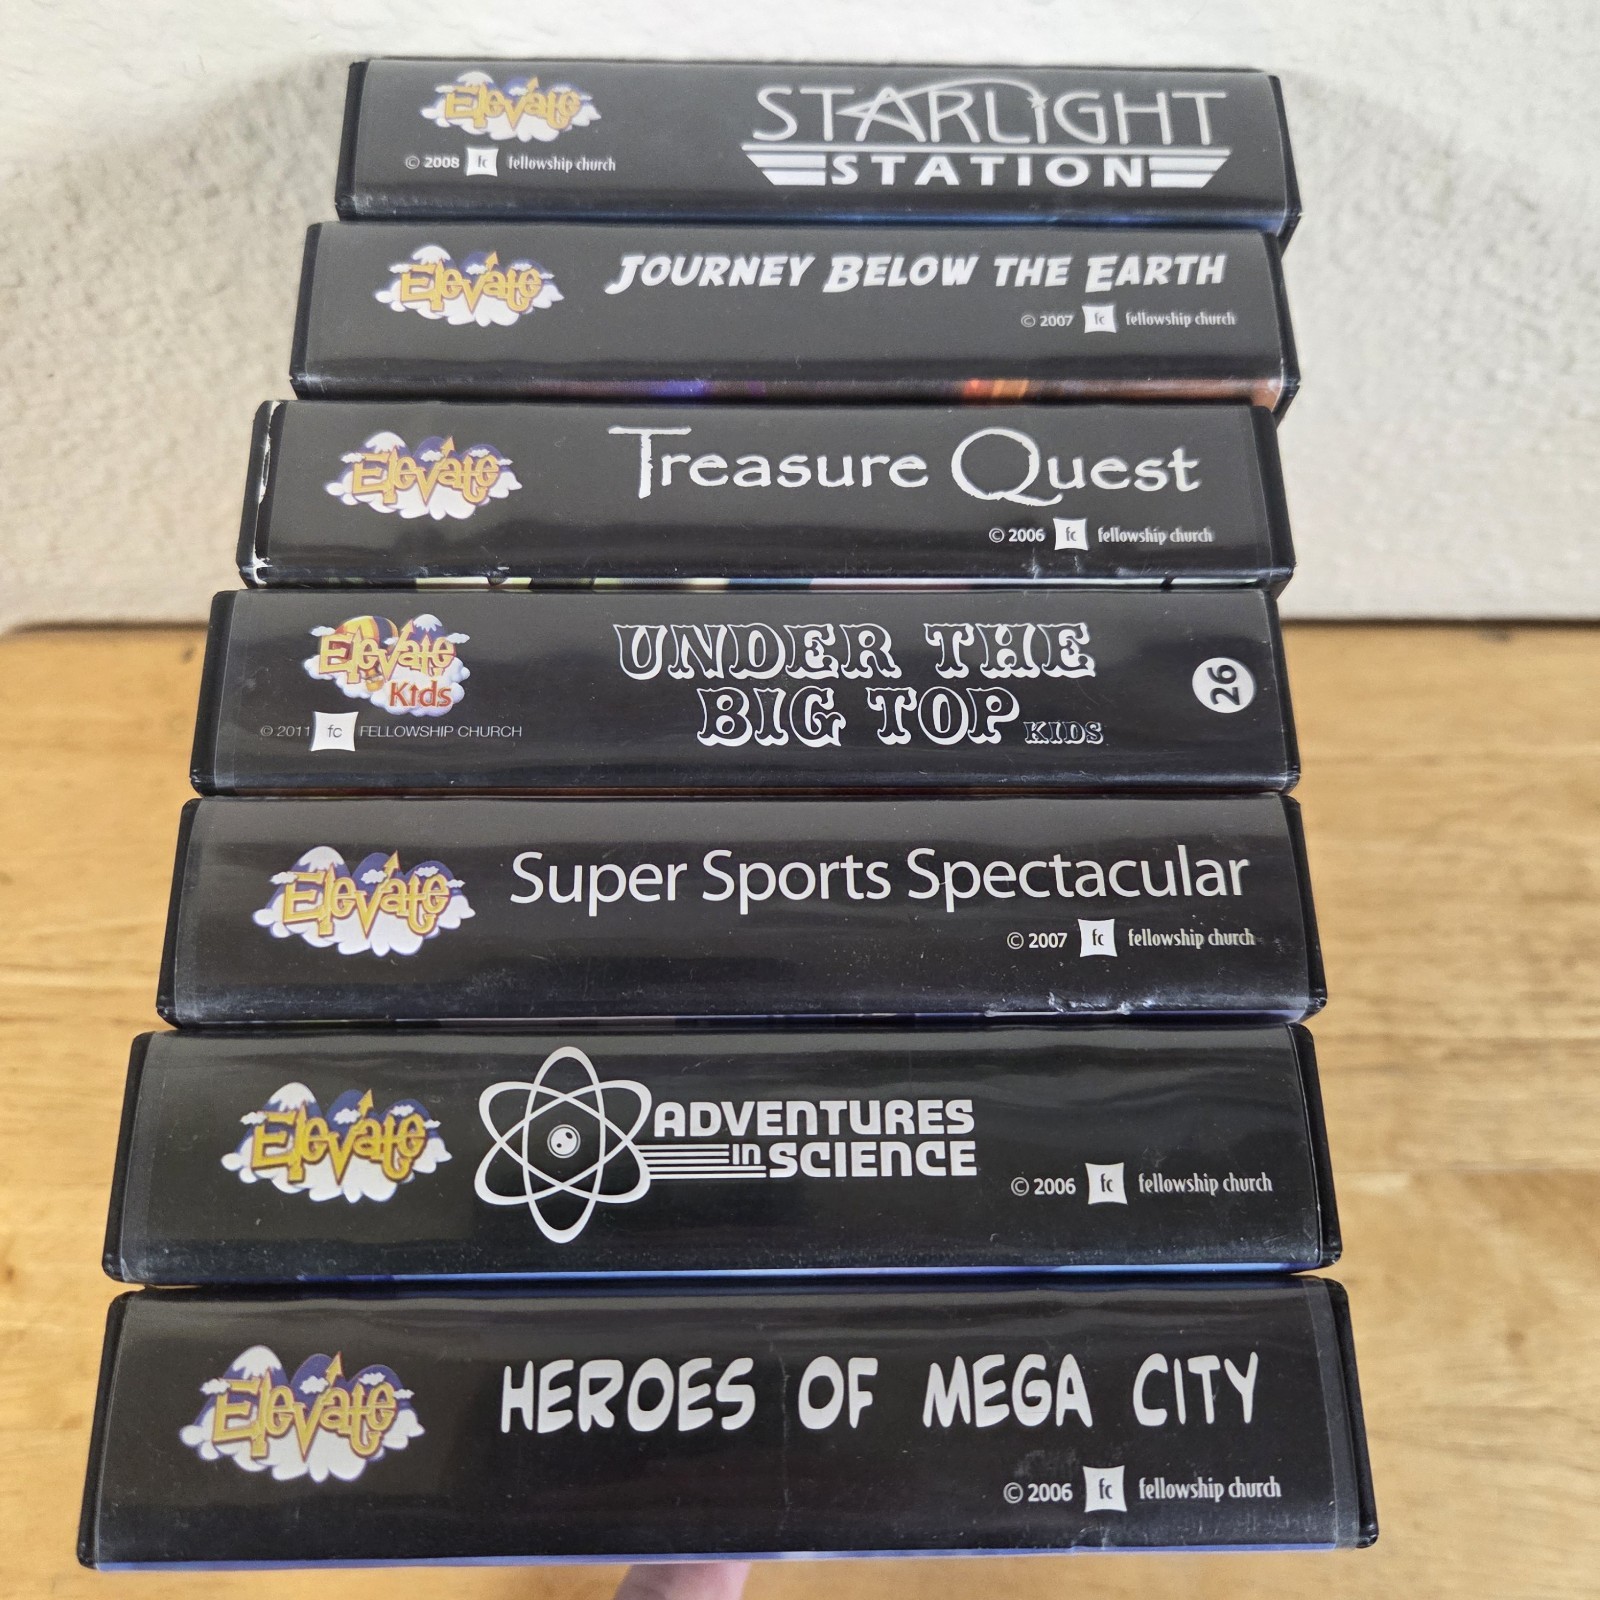 Elevate
STARLIGHT
STATION
© 2008 fc fellowship church
Elevate
JOURNEY BELOW THE EARTH
© 2007 fc fellowship church
Elevate
Treasure Quest
© 2006 fc fellowship church
Elevate
Kids
© 2011 fc FELLOWSHIP CHURCH
UNDER THE
BIG TOP KIDS
26
Elevate
Super Sports Spectacular
© 2007 fc fellowship church
Elevate
ADVENTURES
IN SCIENCE
© 2006 fc fellowship church
Elevate
HEROES OF MEGA CITY
© 2006 fc fellowship church